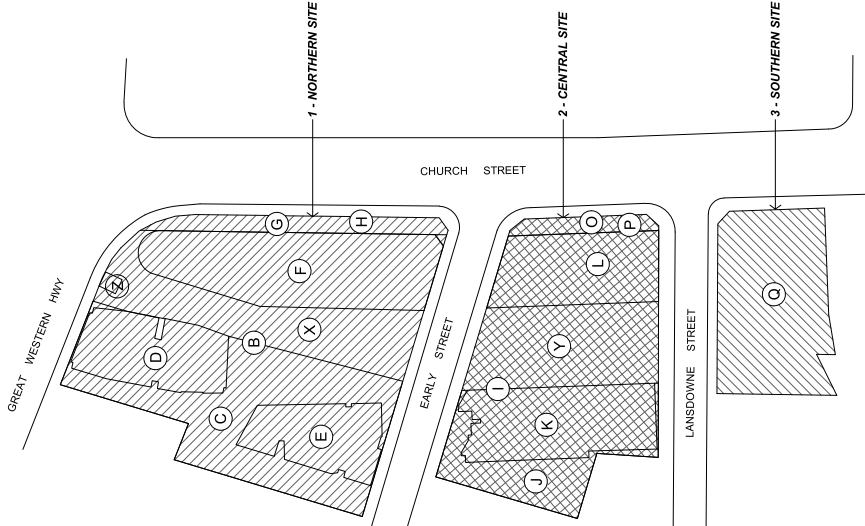 1 - NORTHERN SITE
2 - CENTRAL SITE
3 - SOUTHERN SITE
CHURCH STREET
GREAT WESTERN HWY
EARLY STREET
LANSDOWNE STREET
G
H
O
P
F
L
Z
Q
X
B
D
Y
I
C
E
K
J